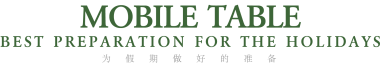 MOBILE TABLE
BEST PREPARATION FOR THE HOLIDAYS
为假期做好的准备